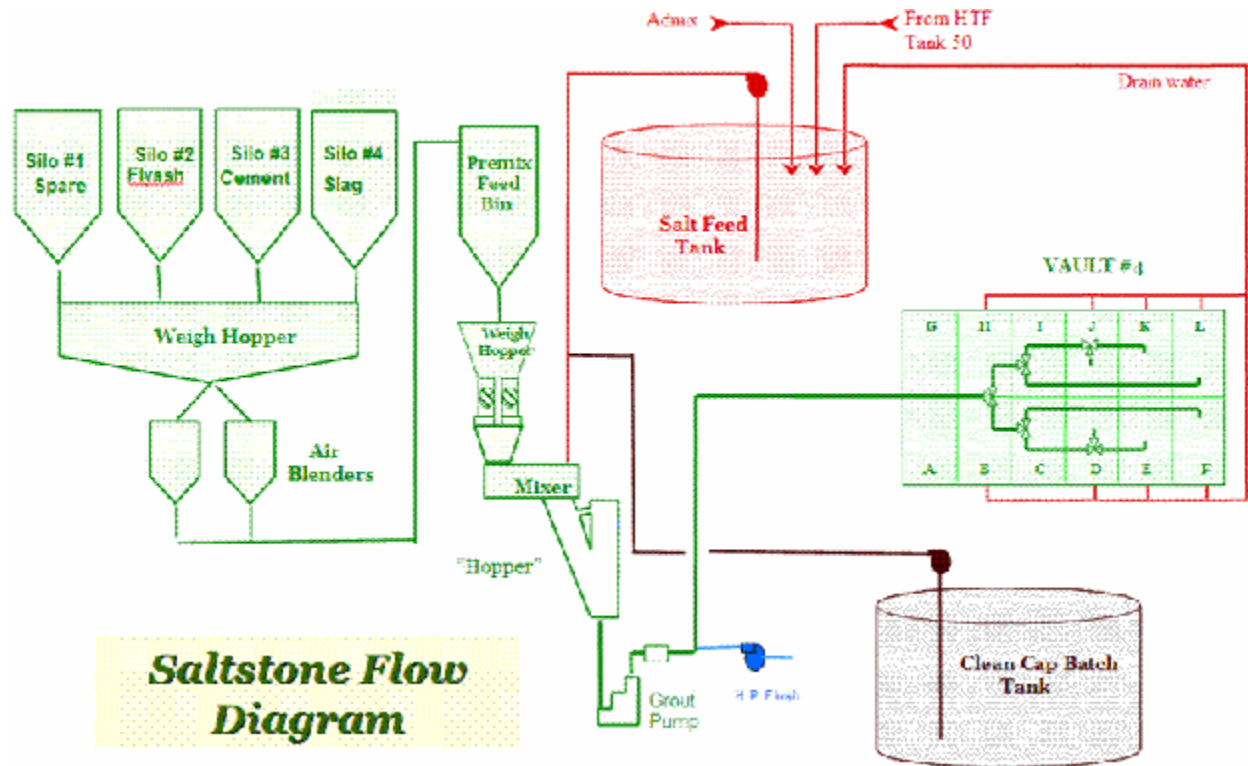 Admix
From HTF
Tank 50
Drain water
Silo #1
Spare
Silo #2
Flyash
Silo #3
Cement
Silo #4
Slag
Premix
Feed
Bin
Salt Feed
Tank
VAULT #4
G H I J K L
A B C D E F
Weigh Hopper
Weigh
Hopper
Air
Blenders
Mixer
"Hopper"
Grout
Pump
H.P. Flush
Clean Cap Batch
Tank
Saltstone Flow
Diagram